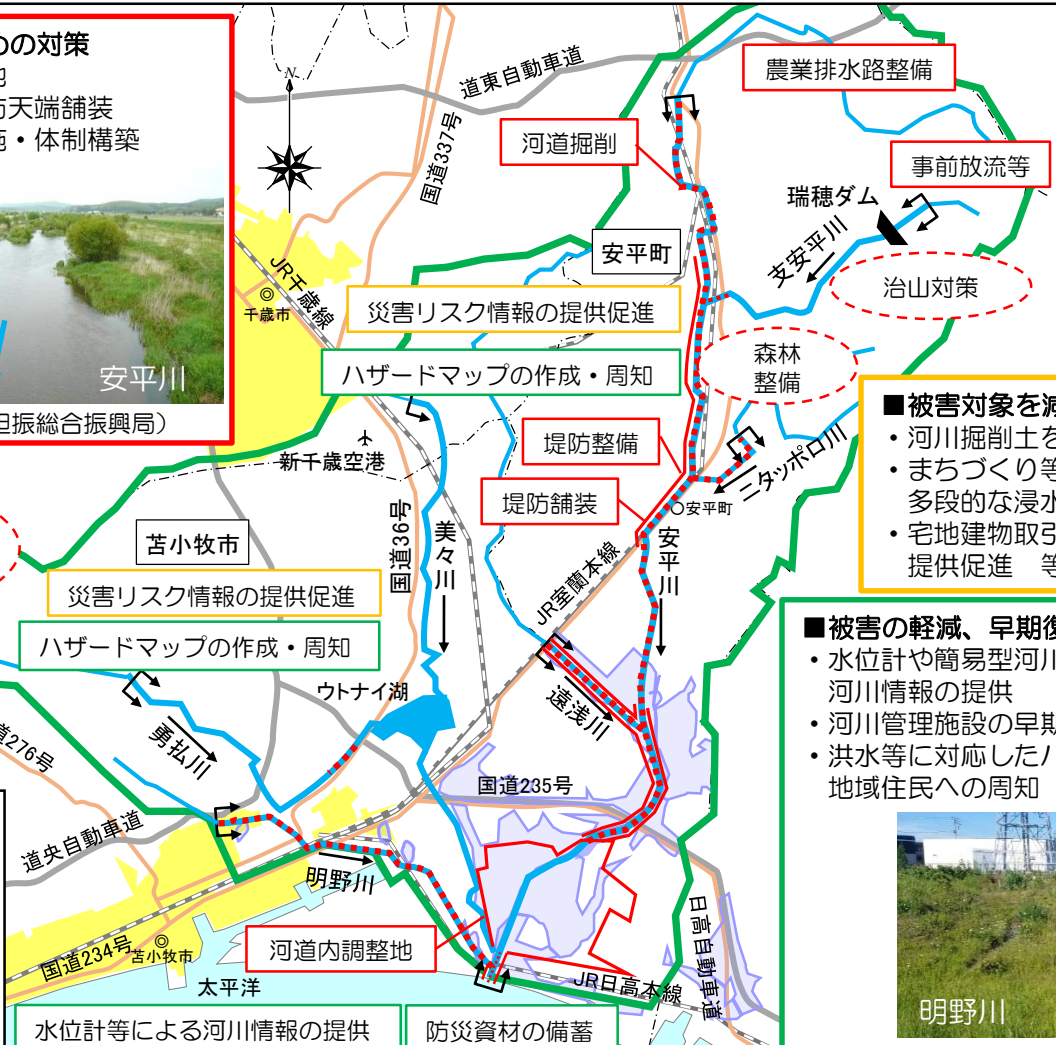 めの対策
地
防天端舗装
施・体制構築
安平川
胆振総合振興局）
N
道東自動車道
農業排水路整備
国道337号
河道掘削
事前放流等
瑞穂ダム
支安平川
安平町
治山対策
JR千歳線
千歳市
災害リスク情報の提供促進
ハザードマップの作成・周知
森林
整備
■被害対象を減
・河川掘削土を
・まちづくり等
多段的な浸水
・宅地建物取引
提供促進　等
新千歳空港
堤防整備
ニタッポロ川
堤防舗装
○安平町
苫小牧市
国道36号
美々川
安平川
JR室蘭本線
災害リスク情報の提供促進
ハザードマップの作成・周知
■被害の軽減、早期復
・水位計や簡易型河川
河川情報の提供
・河川管理施設の早期
・洪水等に対応したハ
地域住民への周知
ウトナイ湖
遠浅川
勇払川
道276号
国道235号
道央自動車道
明野川
日高自動車道
河道内調整地
国道234号
苫小牧市
太平洋
JR日高本線
水位計等による河川情報の提供
防災資材の備蓄
明野川